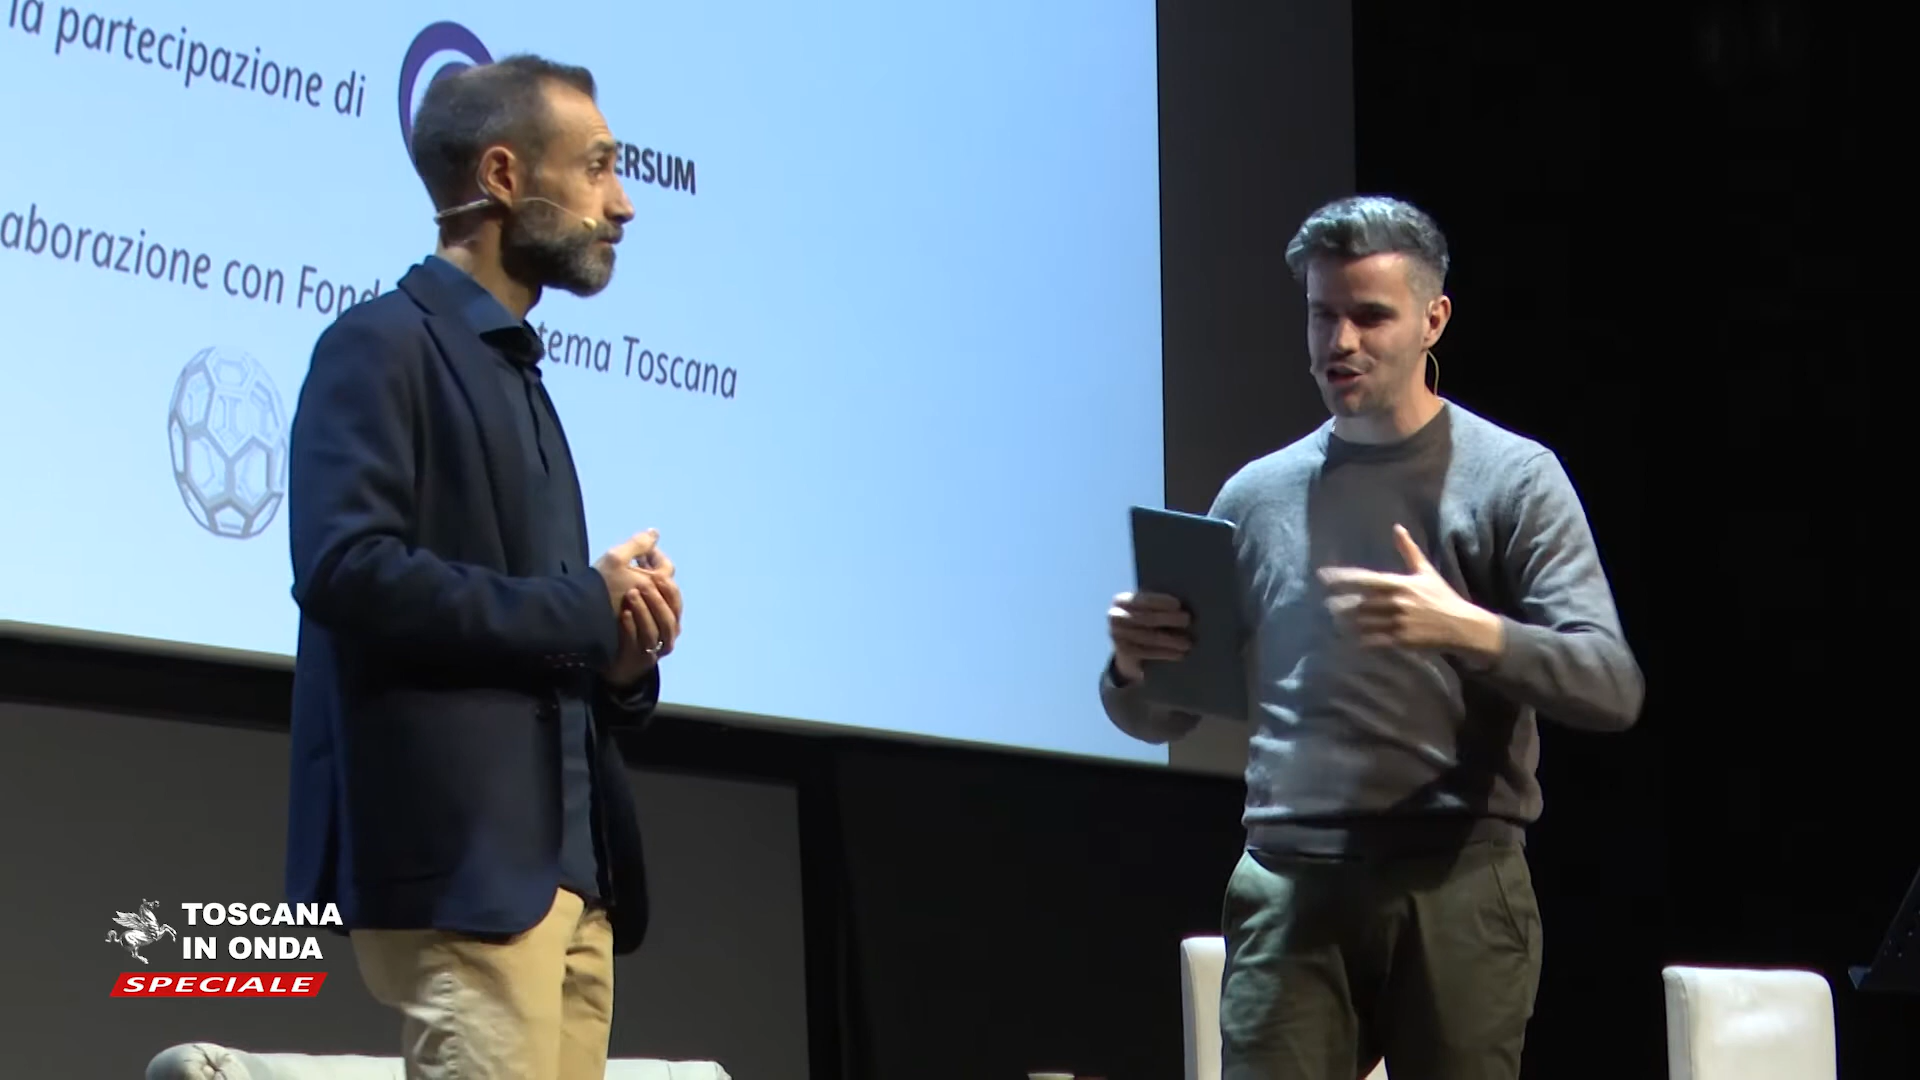 la partecipazione di
ERSUM
aborazione con Fond
tema Toscana
TOSCANA
IN ONDA
SPECIALE